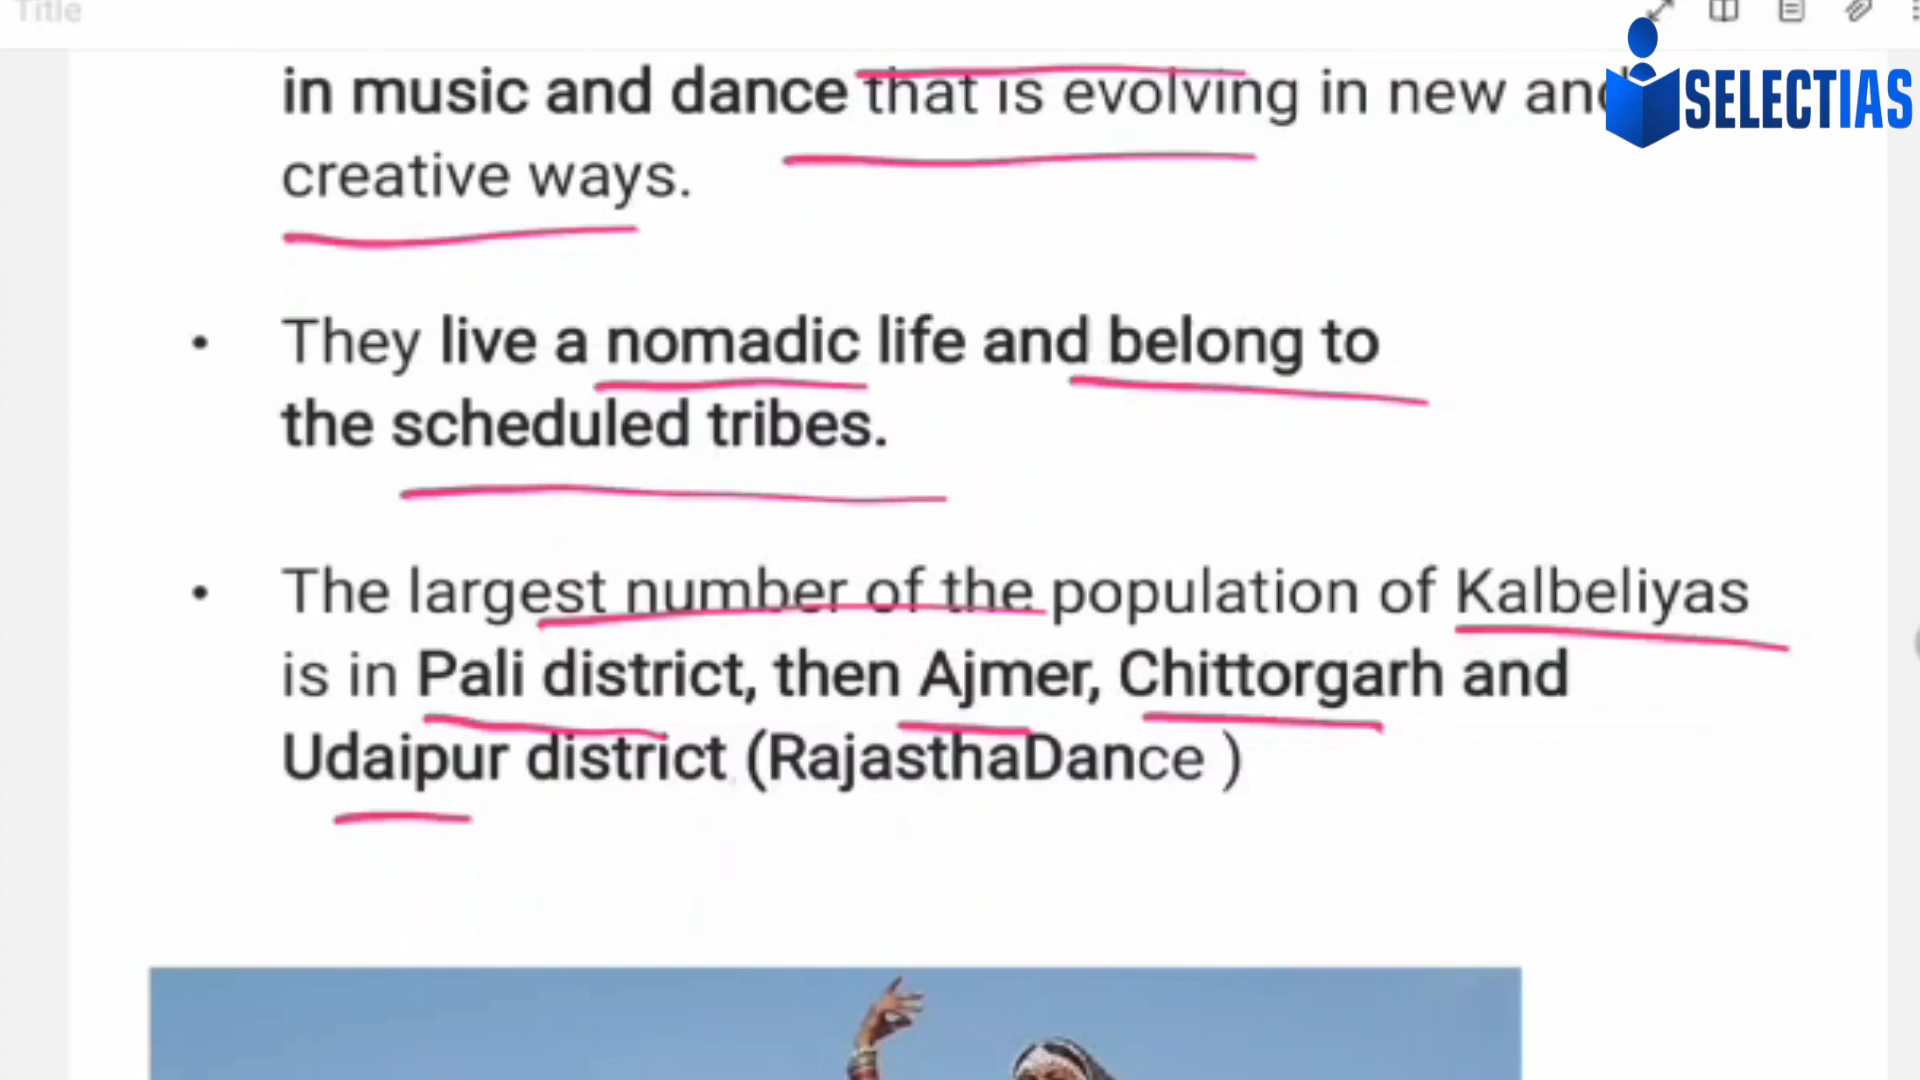 Title
in music and dance that is evolving in new and
creative ways.
SELECTIAS
• They live a nomadic life and belong to
the scheduled tribes.
• The largest number of the population of Kalbeliyas
is in Pali district, then Ajmer, Chittorgarh and
Udaipur district (RajasthaDance )